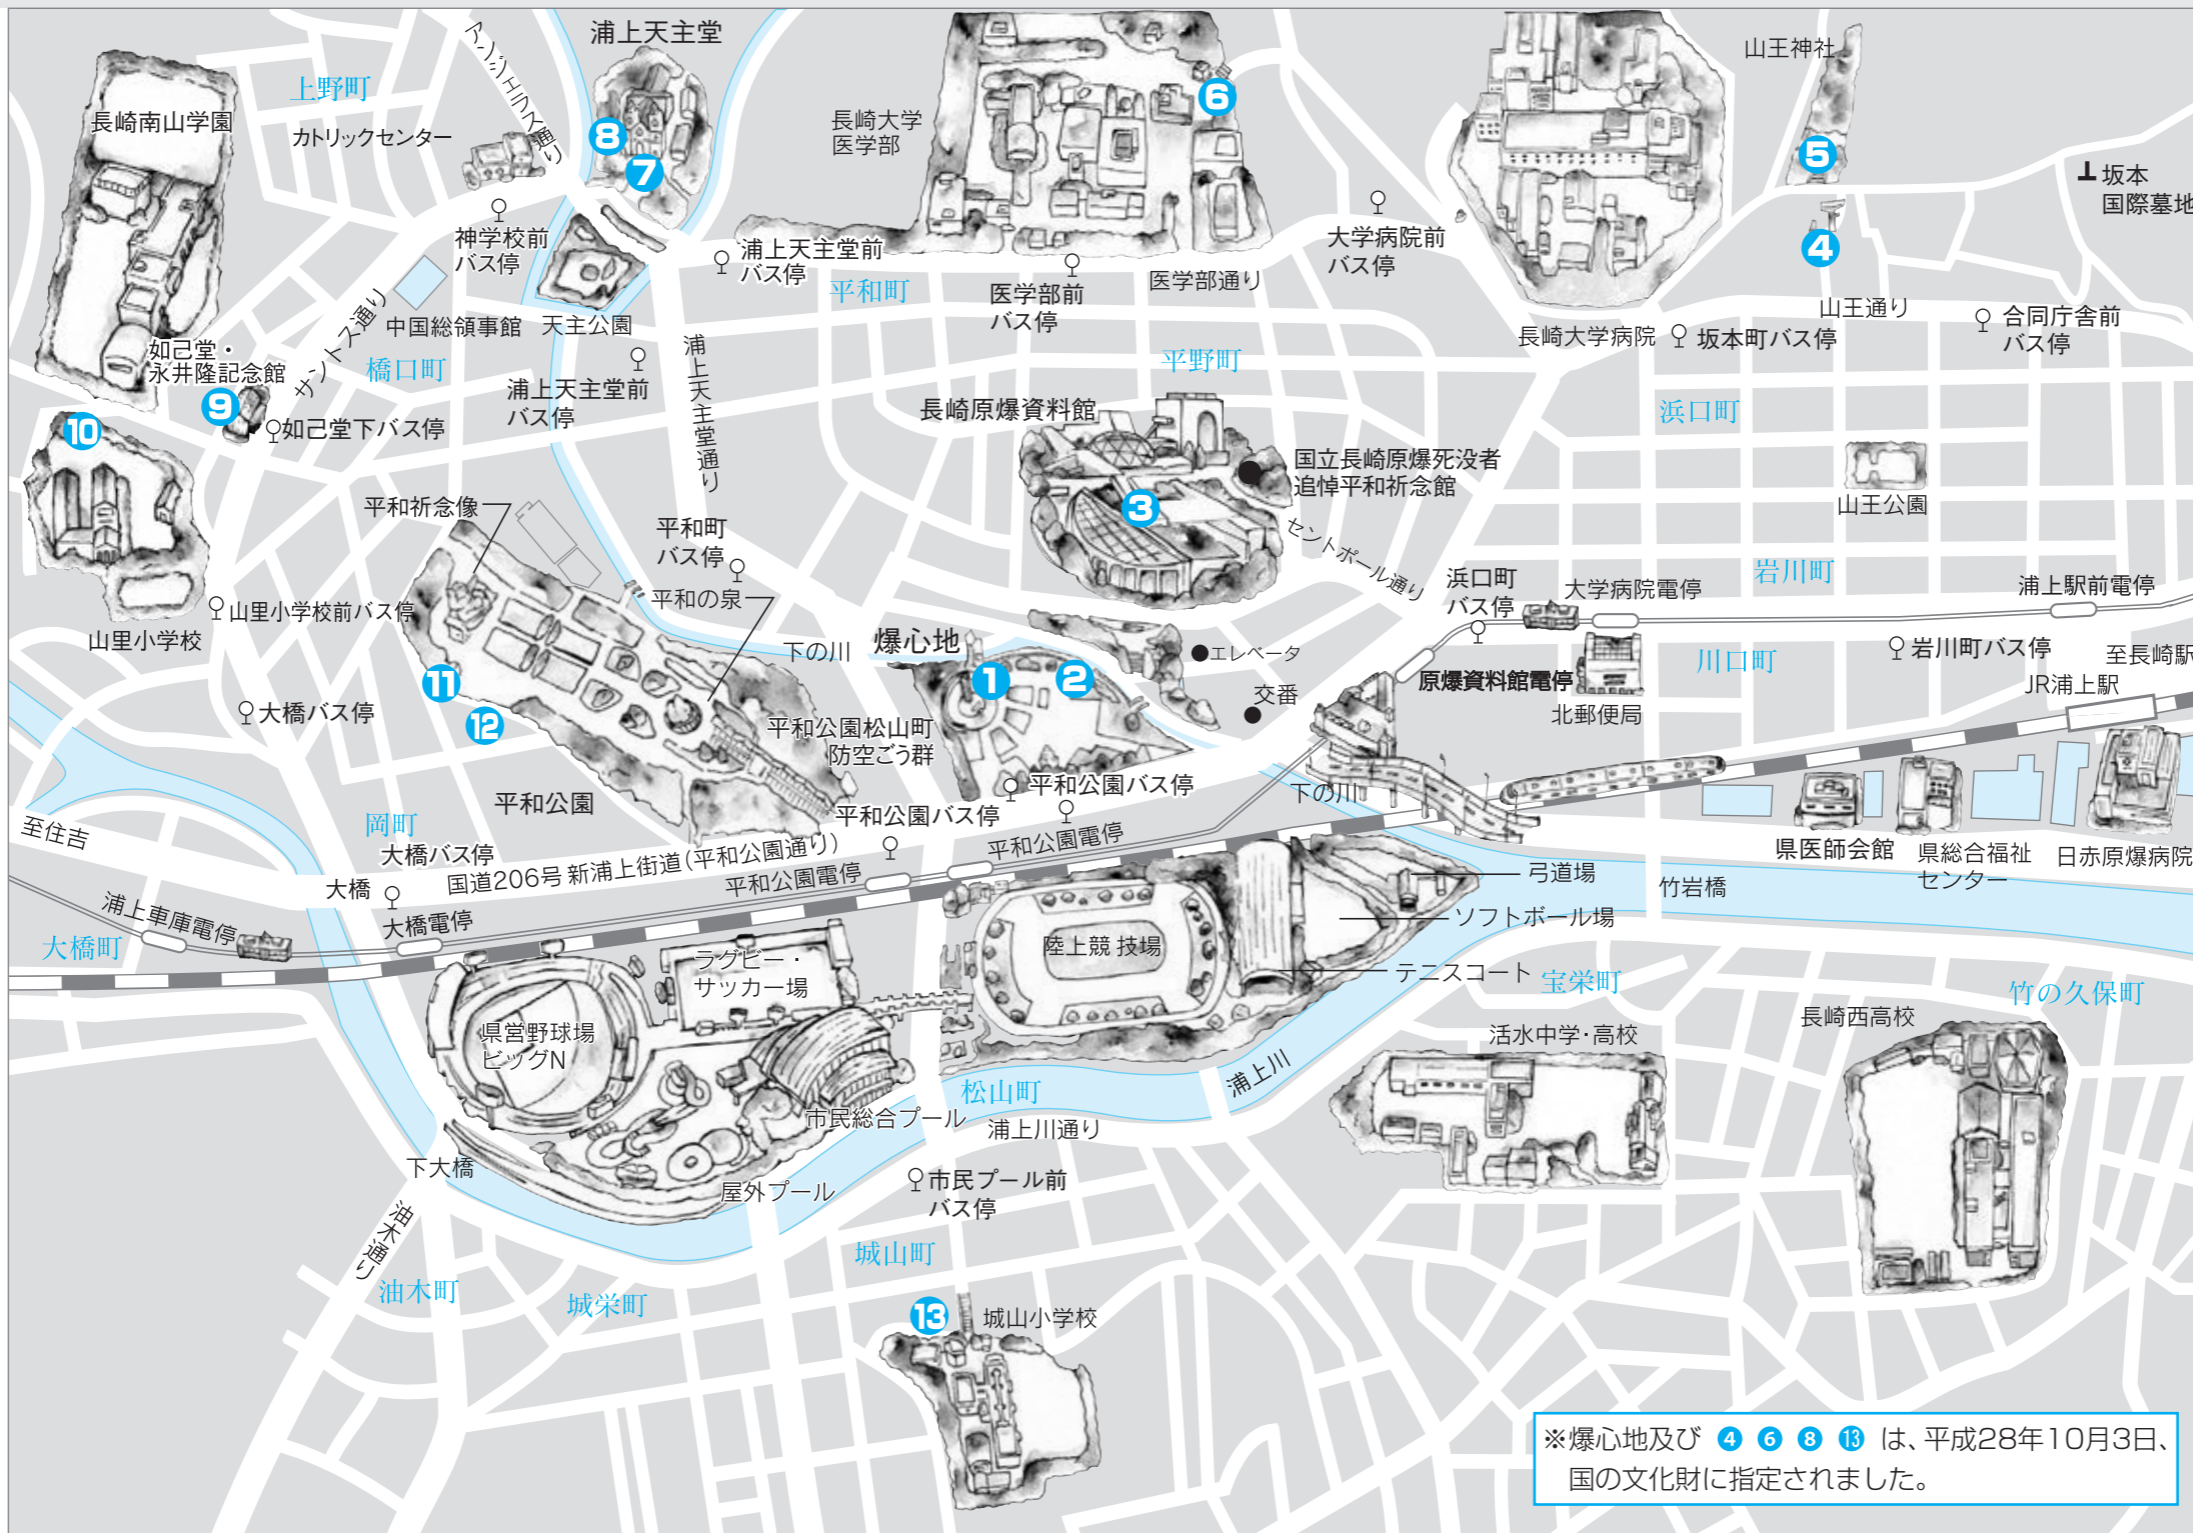 浦上天主堂
アンジェラス通り
上野町
長崎南山学園
カトリックセンター
8
7
長崎大学
医学部
6
山王神社
5
坂本
国際墓地
4
神学校前
バス停
浦上天主堂前
バス停
平和町
医学部前
バス停
医学部通り
大学病院前
バス停
長崎大学病院
坂本町バス停
山王通り
合同庁舎前
バス停
中国総領事館
天主公園
サントス通り
橋口町
如己堂・
永井隆記念館
9
如己堂下バス停
10
浦上天主堂前
バス停
浦上天主堂通り
平野町
長崎原爆資料館
国立長崎原爆死没者
追悼平和祈念館
3
浜口町
山王公園
セントポール通り
平和祈念像
平和町
バス停
平和の泉
山里小学校前バス停
山里小学校
下の川
爆心地
1
2
エレベータ
交番
浜口町
バス停
大学病院電停
岩川町
浦上駅前電停
岩川町バス停
川口町
至長崎駅
JR浦上駅
原爆資料館電停
北郵便局
11
12
大橋バス停
平和公園松山町
防空ごう群
平和公園バス停
平和公園バス停
下の川
平和公園
岡町
至住吉
大橋バス停
大橋
国道206号 新浦上街道(平和公園通り)
平和公園電停
平和公園電停
県医師会館
県総合福祉
センター
日赤原爆病院
弓道場
竹岩橋
ソフトボール場
浦上車庫電停
大橋電停
大橋町
陸上競技場
ラグビー・
サッカー場
テニスコート
宝栄町
竹の久保町
長崎西高校
県営野球場
ビッグN
活水中学・高校
浦上川
松山町
市民総合プール
浦上川通り
下大橋
屋外プール
市民プール前
バス停
油木通り
城山町
油木町
城栄町
13
城山小学校
※爆心地及び 4 6 8 13 は、平成28年10月3日、
国の文化財に指定されました。